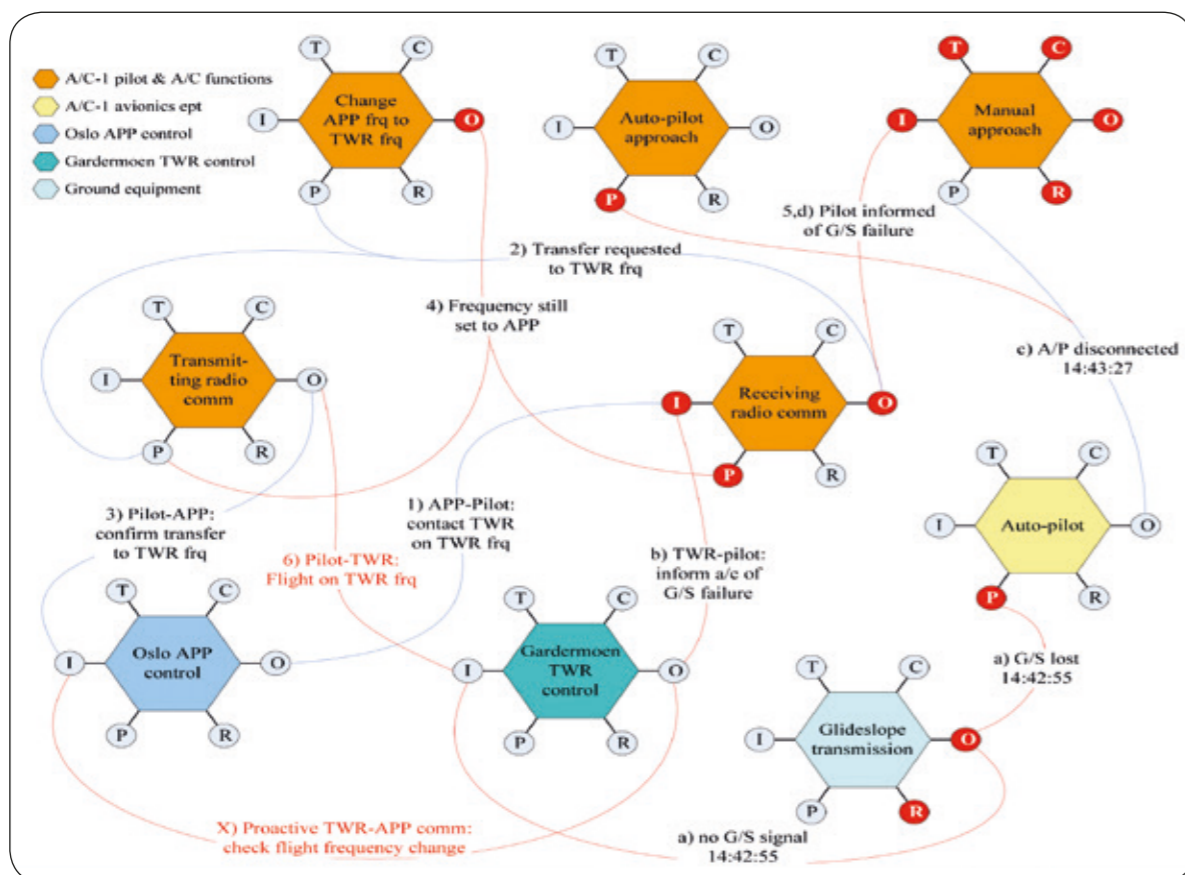 A/C-1 pilot & A/C functions
A/C-1 avionics ept
Oslo APP control
Gardermoen TWR control
Ground equipment
T
C
I
Change
APP frq to
TWR frq
O
P
R
T
C
I
Auto-pilot
approach
O
P
R
T
C
I
Manual
approach
O
P
R
5,d) Pilot informed
of G/S failure
2) Transfer requested
to TWR frq
4) Frequency still
set to APP
c) A/P disconnected
14:43:27
T
C
I
Transmit-
ting radio
comm
O
P
R
T
C
I
Receiving
radio comm
O
P
R
T
C
I
Auto-pilot
O
P
R
3) Pilot-APP:
confirm transfer
to TWR frq
1) APP-Pilot:
contact TWR
on TWR frq
6) Pilot-TWR:
Flight on TWR frq
b) TWR-pilot:
inform a/c of
G/S failure
a) G/S lost
14:42:55
T
C
I
Oslo APP
control
O
P
R
T
C
I
Gardermoen
TWR
control
O
P
R
T
C
I
Glideslope
transmission
O
P
R
X) Proactive TWR-APP comm:
check flight frequency change
a) no G/S signal
14:42:55